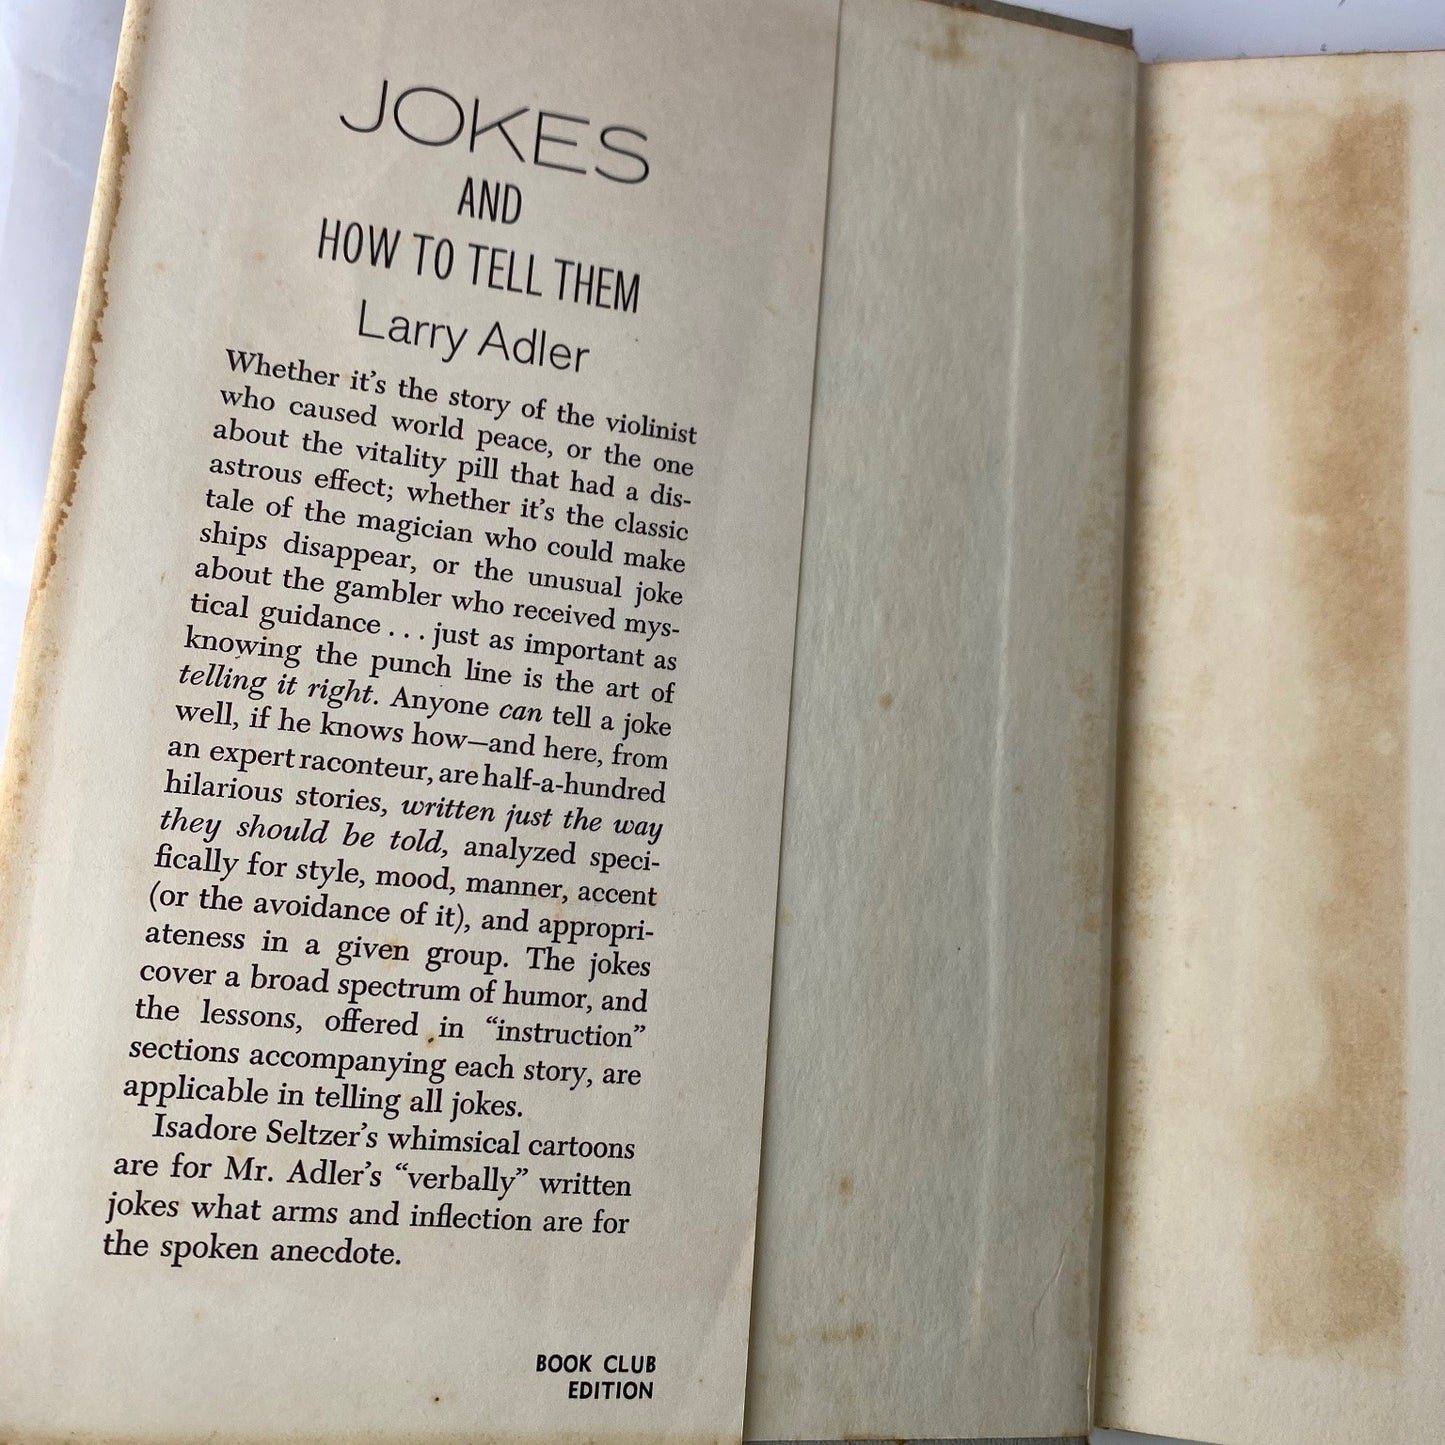 JOKES
AND
HOW TO TELL THEM
Larry Adler
Whether it's the story of the violinist
who caused world peace, or the one
about the vitality pill that had a dis-
astrous effect; whether it's the classic
tale of the magician who could make
ships disappear, or the unusual joke
about the gambler who received mys-
tical guidance . . . just as important as
knowing the punch line is the art of
telling it right. Anyone can tell a joke
well, if he knows how—and here, from
an expert raconteur, are half-a-hundred
hilarious stories, written just the way
they should be told, analyzed speci-
fically for style, mood, manner, accent
(or the avoidance of it), and appropri-
ateness in a given group. The jokes
cover a broad spectrum of humor, and
the lessons, offered in “instruction”
sections accompanying each story, are
applicable in telling all jokes.
Isadore Seltzer's whimsical cartoons
are for Mr. Adler's “verbally” written
jokes what arms and inflection are for
the spoken anecdote.
BOOK CLUB
EDITION